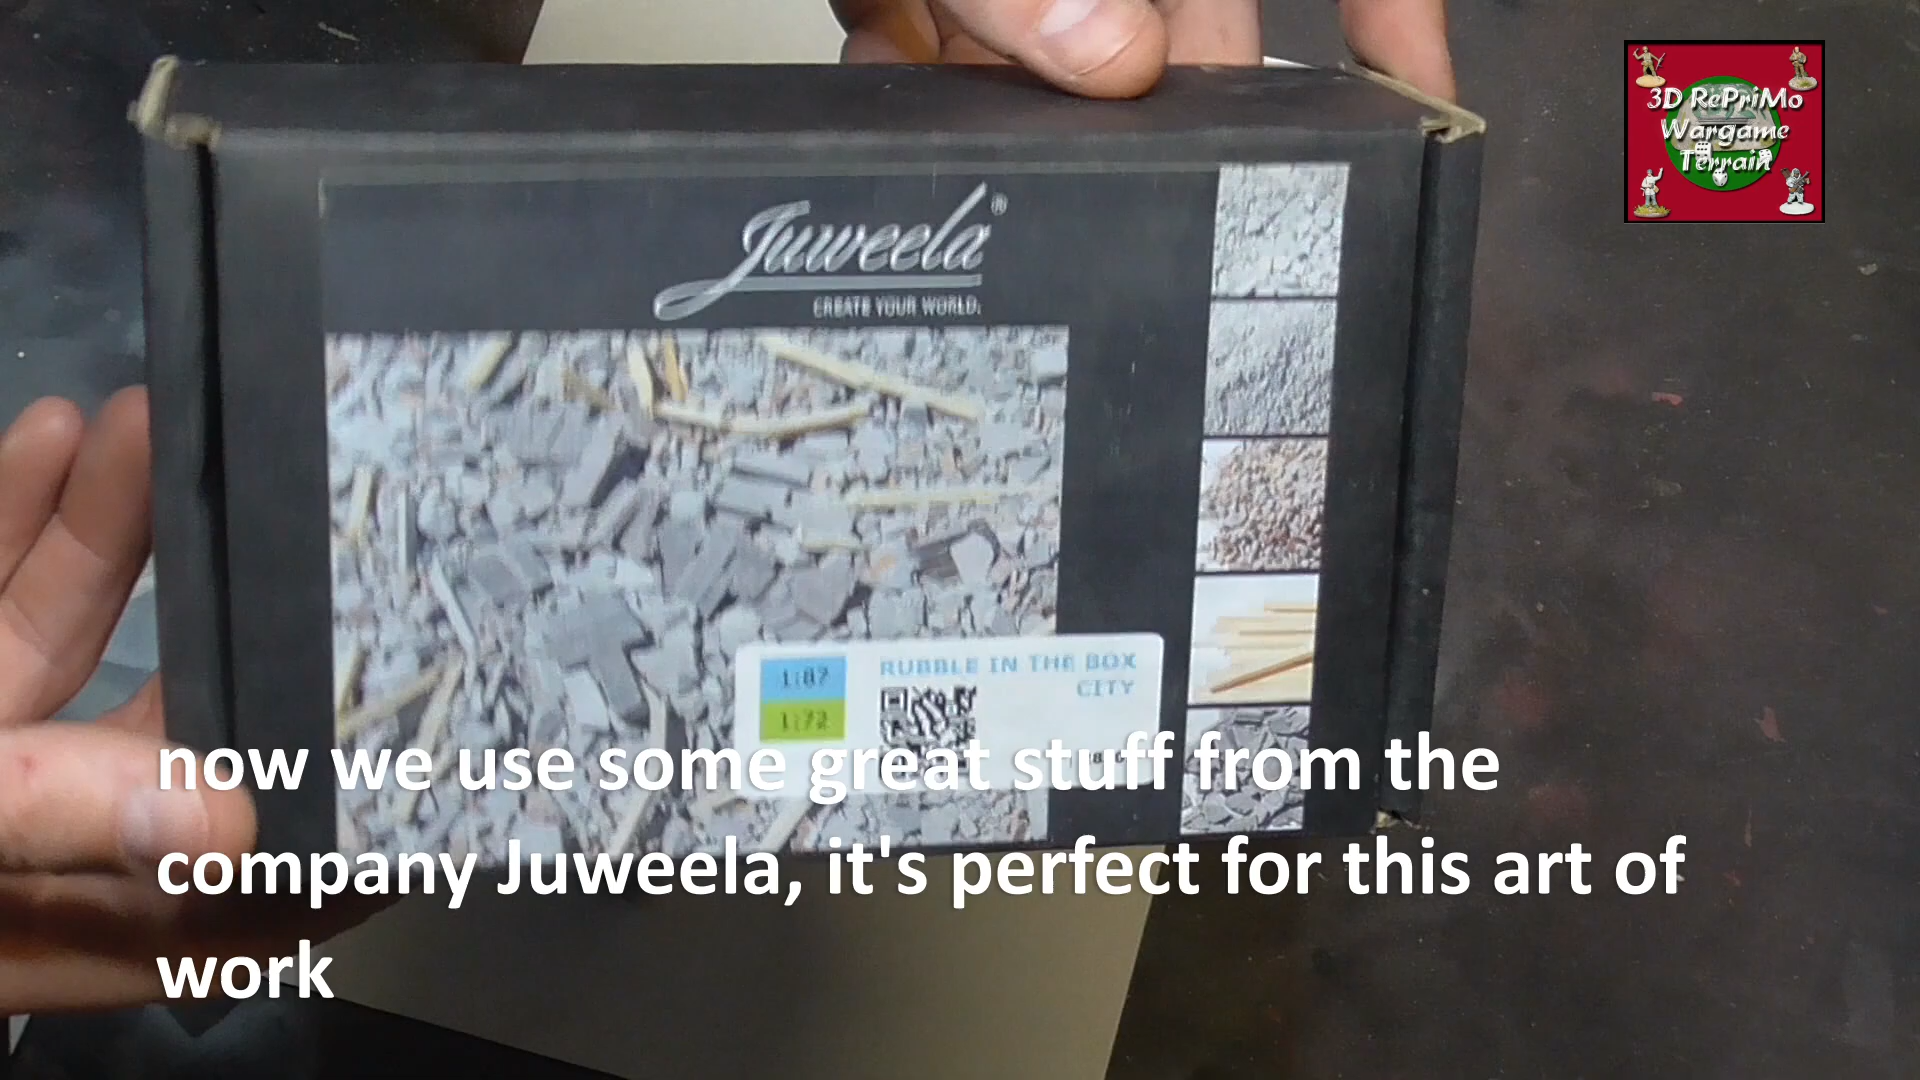 3D RePriMo
Wargame
Terrain
Juweela®
CREATE YOUR WORLD.
1:87
1:72
RUBBLE IN THE BOX
CITY
now we use some great stuff from the
company Juweela, it's perfect for this art of
work